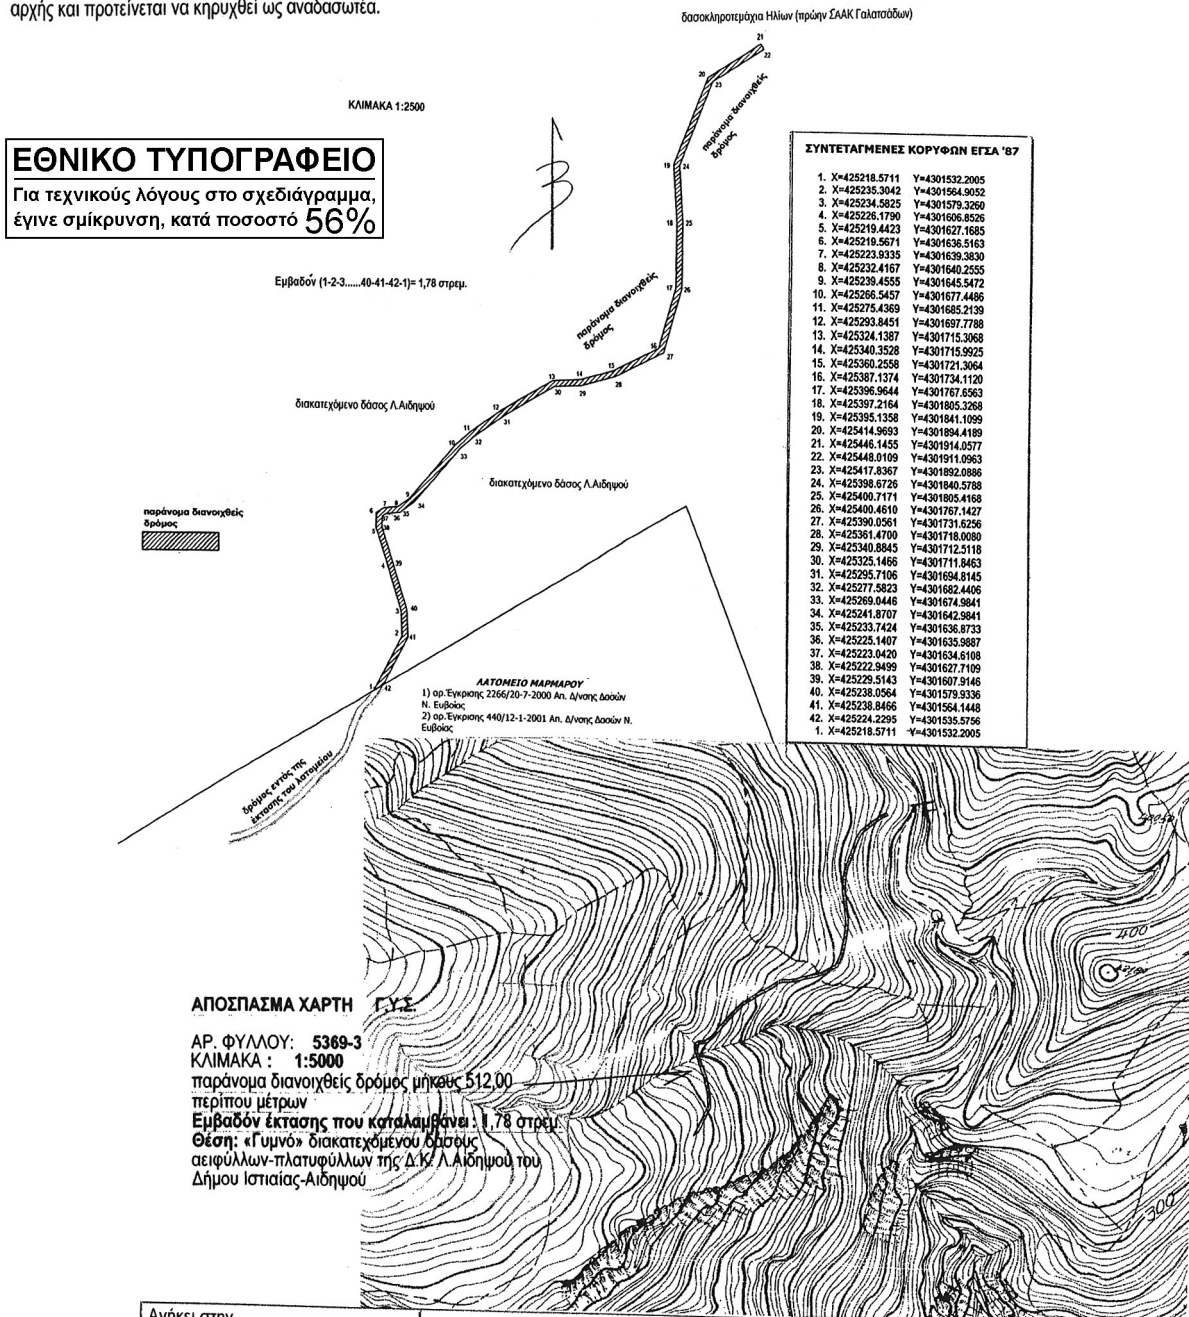 αρχής και προτείνεται να κηρυχθεί ως αναδασωτέα.
δασοκληροτεμάχια Ηλίων (πρώην ΣΑΑΚ Γαλατσάδων)
ΚΛΙΜΑΚΑ 1:2500
ΕΘΝΙΚΟ ΤΥΠΟΓΡΑΦΕΙΟ
Για τεχνικούς λόγους στο σχεδιάγραμμα,
έγινε σμίκρυνση, κατά ποσοστό 56%
Εμβαδόν (1-2-3......40-41-42-1)= 1,78 στρεμ.
παράνομα διανοιχθείς
δρόμος
παράνομα διανοιχθείς
δρόμος
διακατεχόμενο δάσος Λ.Αιδηψού
διακατεχόμενο δάσος Λ.Αιδηψού
παράνομα διανοιχθείς
δρόμος
ΣΥΝΤΕΤΑΓΜΕΝΕΣ ΚΟΡΥΦΩΝ ΕΓΣΑ '87
1. Χ=425218.5711 Υ=4301532.2005
2. Χ=425235.3042 Υ=4301564.9052
3. Χ=425234.5825 Υ=4301579.3260
4. Χ=425226.1790 Υ=4301606.8526
5. Χ=425219.4423 Υ=4301627.1685
6. Χ=425219.5671 Υ=4301636.5163
7. Χ=425223.9335 Υ=4301639.3830
8. Χ=425232.4167 Υ=4301640.2555
9. Χ=425239.4555 Υ=4301645.5472
10. Χ=425266.5457 Υ=4301677.4486
11. Χ=425275.4369 Υ=4301685.2139
12. Χ=425293.8451 Υ=4301697.7788
13. Χ=425324.1387 Υ=4301715.3068
14. Χ=425340.3528 Υ=4301715.9925
15. Χ=425360.2558 Υ=4301721.3064
16. Χ=425387.1374 Υ=4301734.1120
17. Χ=425396.9644 Υ=4301767.6563
18. Χ=425397.2164 Υ=4301805.3268
19. Χ=425395.1358 Υ=4301841.1099
20. Χ=425414.9693 Υ=4301894.4189
21. Χ=425446.1455 Υ=4301914.0577
22. Χ=425448.0109 Υ=4301911.0963
23. Χ=425417.8367 Υ=4301892.0886
24. Χ=425398.6726 Υ=4301840.5788
25. Χ=425400.7171 Υ=4301805.4168
26. Χ=425400.4610 Υ=4301767.1427
27. Χ=425390.0561 Υ=4301731.6256
28. Χ=425361.4700 Υ=4301718.0080
29. Χ=425340.8845 Υ=4301712.5118
30. Χ=425325.1466 Υ=4301711.8463
31. Χ=425295.7106 Υ=4301694.8145
32. Χ=425277.5823 Υ=4301682.4406
33. Χ=425269.0446 Υ=4301674.9841
34. Χ=425241.8707 Υ=4301642.9841
35. Χ=425233.7424 Υ=4301636.8733
36. Χ=425225.1407 Υ=4301635.9887
37. Χ=425223.0420 Υ=4301634.6108
38. Χ=425222.9499 Υ=4301627.7109
39. Χ=425229.5143 Υ=4301607.9146
40. Χ=425238.0564 Υ=4301579.9336
41. Χ=425238.8466 Υ=4301564.1448
42. Χ=425224.2295 Υ=4301535.5756
1. Χ=425218.5711 Υ=4301532.2005
ΛΑΤΟΜΕΙΟ ΜΑΡΜΑΡΟΥ
1) αρ.Έγκρισης 2266/20-7-2000 Απ. Δ/νσης Δασών
Ν. Ευβοίας
2) αρ.Έγκρισης 440/12-1-2001 Απ. Δ/νσης Δασών Ν.
Ευβοίας
δρόμος εντός της
έκτασης του λατομείου
400
300
ΑΠΟΣΠΑΣΜΑ ΧΑΡΤΗ Γ.Υ.Σ.
ΑΡ. ΦΥΛΛΟΥ: 5369-3
ΚΛΙΜΑΚΑ : 1:5000
παράνομα διανοιχθείς δρόμος μήκους 512,00
περίπου μέτρων
Εμβαδόν έκτασης που καταλαμβάνει : 1,78 στρεμ.
Θέση: «Γυμνό» διακατεχόμενου δάσους
αειφύλλων-πλατυφύλλων της Δ.Κ. Λ.Αιδηψού του
Δήμου Ιστιαίας-Αιδηψού
Ανήκει στην